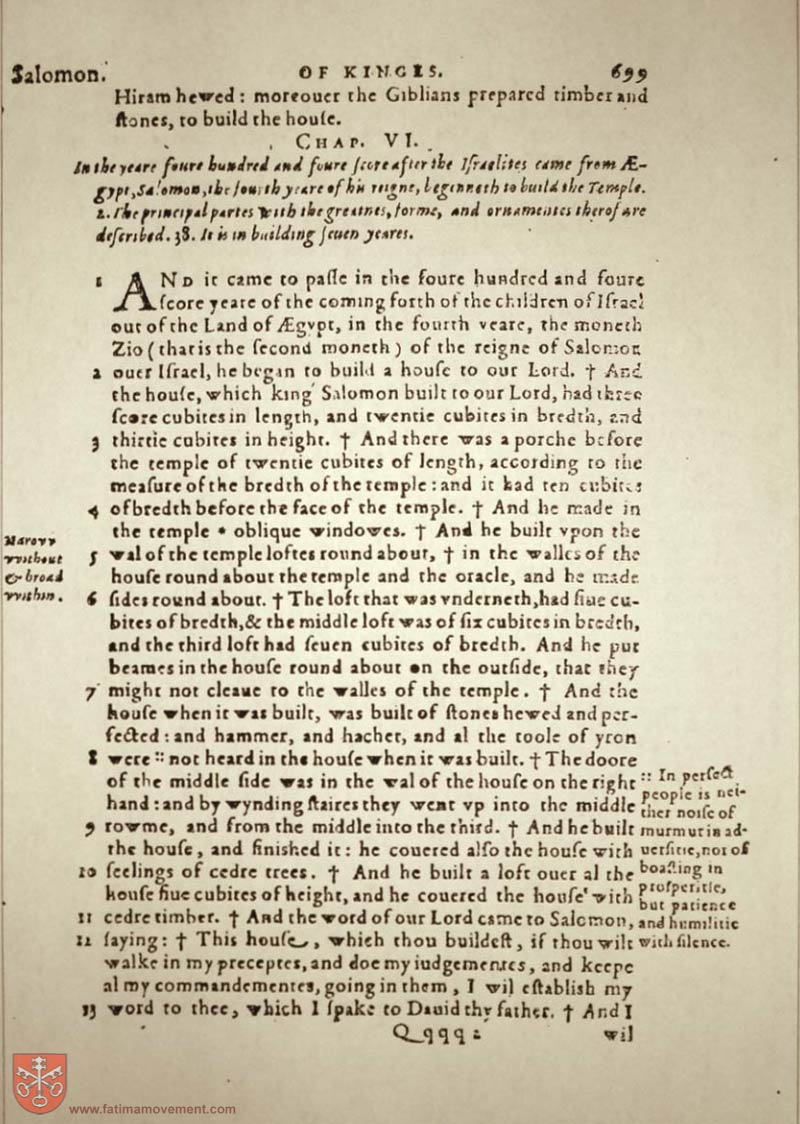 Salomon. OF KINGES. 699
Hiram hewed: moreouer the Giblians prepared timber and
ſtones, to build the houſe.
CHAP. VI.
In the yeare foure hundred and foure ſcore after the Iſraelites came from Æ-
gypt, Salomon, the fourth yeare of his reigne, beginneth to build the Temple.
2. The principal partes with the greatnes, forme, and ornamentes therof are
deſcribed. 38. It is in building ſeuen yeares.
1 AND it came to paſſe in the foure hundred and foure
ſcore yeare of the coming forth of the children of Iſrael
out of the Land of Ægypt, in the fourth yeare, the moneth
Zio (that is the ſecond moneth) of the reigne of Salomon
2 ouer Iſrael, he began to build a houſe to our Lord. † And
the houſe, which king Salomon built to our Lord, had three
ſcore cubites in length, and twentie cubites in bredth, and
3 thirtie cubites in height. † And there was a porche before
the temple of twentie cubites of length, according to the
meaſure of the bredth of the temple: and it had ten cubites
4 of bredth before the face of the temple. † And he made in
the temple * oblique windowes. † And he built vpon the
5 wal of the temple loftes round about, † in the walles of the
houſe round about the temple and the oracle, and he made
6 ſides round about. † The loft that was vnderneth, had fiue cu-
bites of bredth, & the middle loft was of ſix cubites in bredth,
and the third loft had ſeuen cubites of bredth. And he put
beames in the houſe round about on the outſide, that they
7 might not cleaue to the walles of the temple. † And the
houſe when it was built, was built of ſtones hewed and per-
fected: and hammer, and hachet, and al the toole of yron
8 were :: not heard in the houſe when it was built. † The doore
of the middle ſide was in the wal of the houſe on the right
hand: and by wynding ſtaires they went vp into the middle
9 rowme, and from the middle into the third. † And he built
the houſe, and finished it: he couered alſo the houſe with
10 feelings of cedre trees. † And he built a loft ouer al the
houſe fiue cubites of height, and he couered the houſe with
11 cedre timber. † And the word of our Lord came to Salomon,
12 ſaying: † This houſe, which thou buildeſt, if thou wilt
walke in my preceptes, and doe my iudgementes, and keepe
al my commandementes, going in them, I wil eſtablish my
13 word to thee, which I ſpake to Dauid thy father. † And I
Qqqq 2 wil
Narovv
vvithout
& broad
vvithin.
:: In perfect
people is nei-
ther noiſe of
murmur in ad-
uerſitie, nor of
boaſting in
proſperitie,
but patience
and humilitie
with ſilence.
www.fatimamovement.com